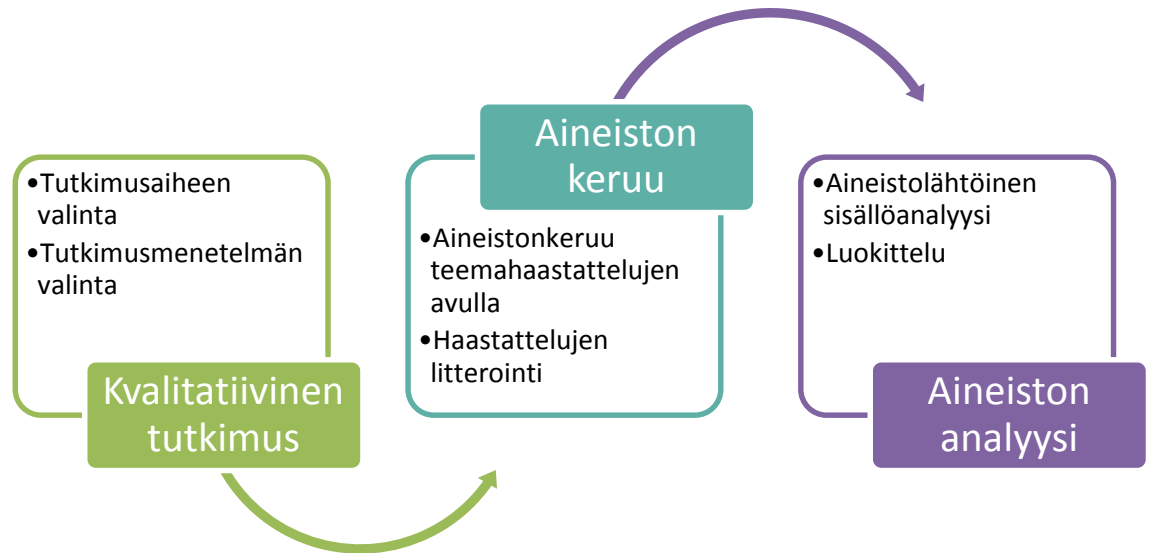 •Tutkimusaiheen
valinta
•Tutkimusmenetelmän
valinta
Kvalitatiivinen
tutkimus
Aineiston
keruu
•Aineistonkeruu
teemahaastattelujen
avulla
•Haastattelujen
litterointi
•Aineistolähtöinen
sisällöanalyysi
•Luokittelu
Aineiston
analyysi